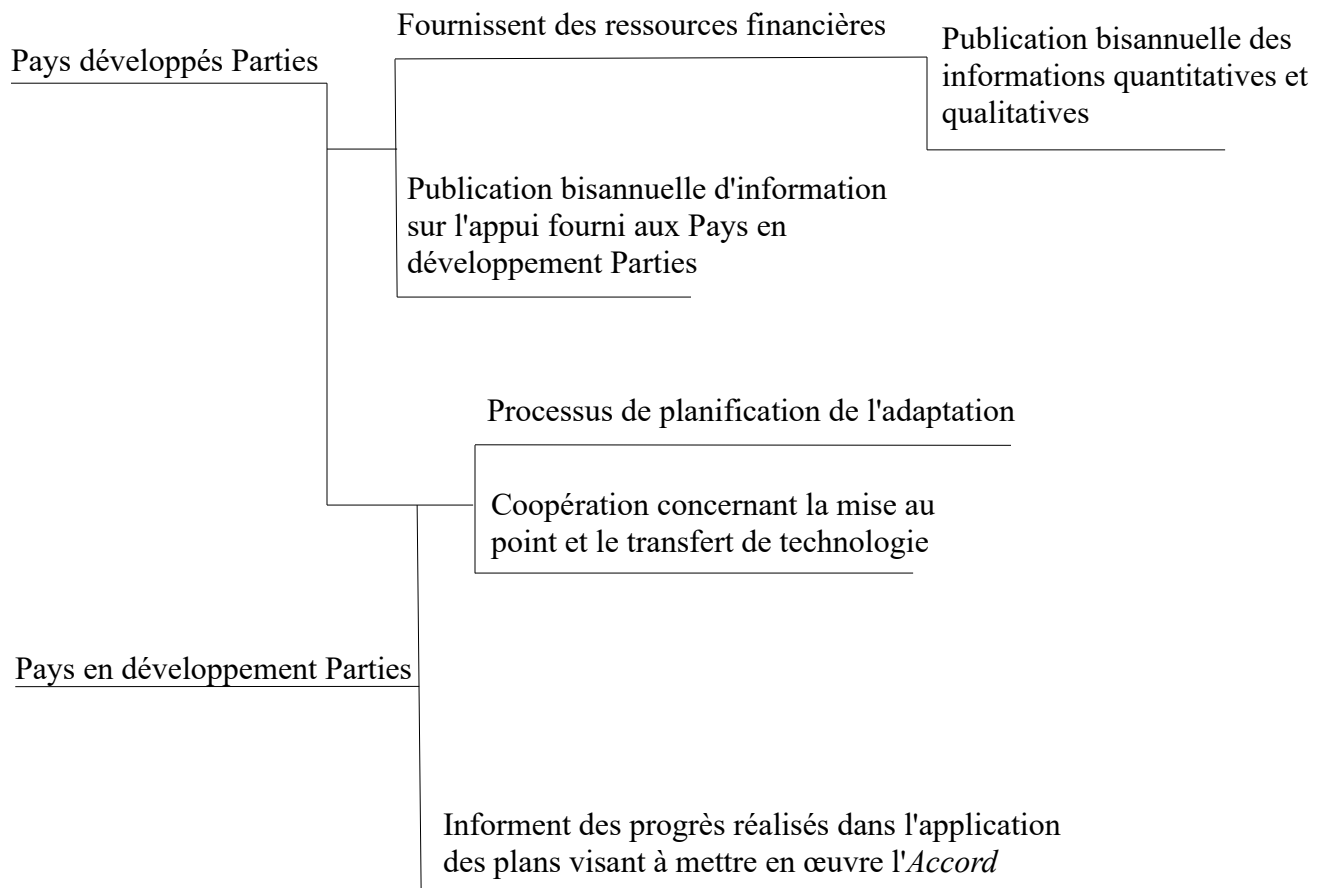 Fournissent des ressources financières
Pays développés Parties
Publication bisannuelle des
informations quantitatives et
qualitatives
Publication bisannuelle d'information
sur l'appui fourni aux Pays en
développement Parties
Processus de planification de l'adaptation
Coopération concernant la mise au
point et le transfert de technologie
Pays en développement Parties
Informent des progrès réalisés dans l'application
des plans visant à mettre en œuvre l'Accord